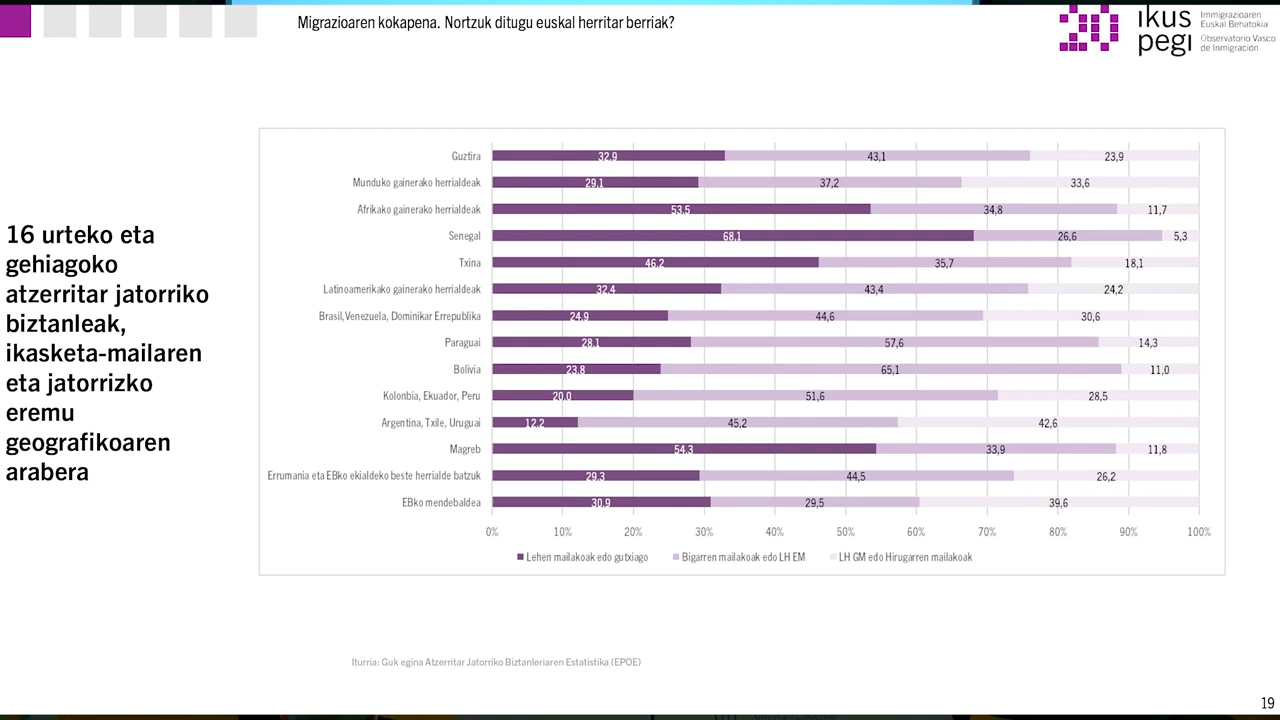 Migrazioaren kokapena. Nortzuk ditugu euskal herritar berriak?
ikus
pegi
Immigrazioaren
Euskal Behatokia
Observatorio Vasco
de Inmigración
16 urteko eta
gehiagoko
atzerritar jatorriko
biztanleak,
ikasketa-mailaren
eta jatorrizko
eremu
geografikoaren
arabera
Guztira 32,9 43,1 23,9
Munduko gainerako herrialdeak 29,1 37,2 33,6
Afrikako gainerako herrialdeak 53,5 34,8 11,7
Senegal 68,1 26,6 5,3
Txina 46,2 35,7 18,1
Latinoamerikako gainerako herrialdeak 32,4 43,4 24,2
Brasil,Venezuela, Dominikar Errepublika 24,9 44,6 30,6
Paraguai 28,1 57,6 14,3
Bolivia 23,8 65,1 11,0
Kolonbia, Ekuador, Peru 20,0 51,6 28,5
Argentina, Txile, Uruguai 12,2 45,2 42,6
Magreb 54,3 33,9 11,8
Errumania eta EBko ekialdeko beste herrialde batzuk 29,3 44,5 26,2
EBko mendebaldea 30,9 29,5 39,6
0% 10% 20% 30% 40% 50% 60% 70% 80% 90% 100%
Lehen mailakoak edo gutxiago Bigarren mailakoak edo LH EM LH GM edo Hirugarren mailakoak
Iturria: Guk egina Atzerritar Jatorriko Biztanleriaren Estatistika (EPOE)
19